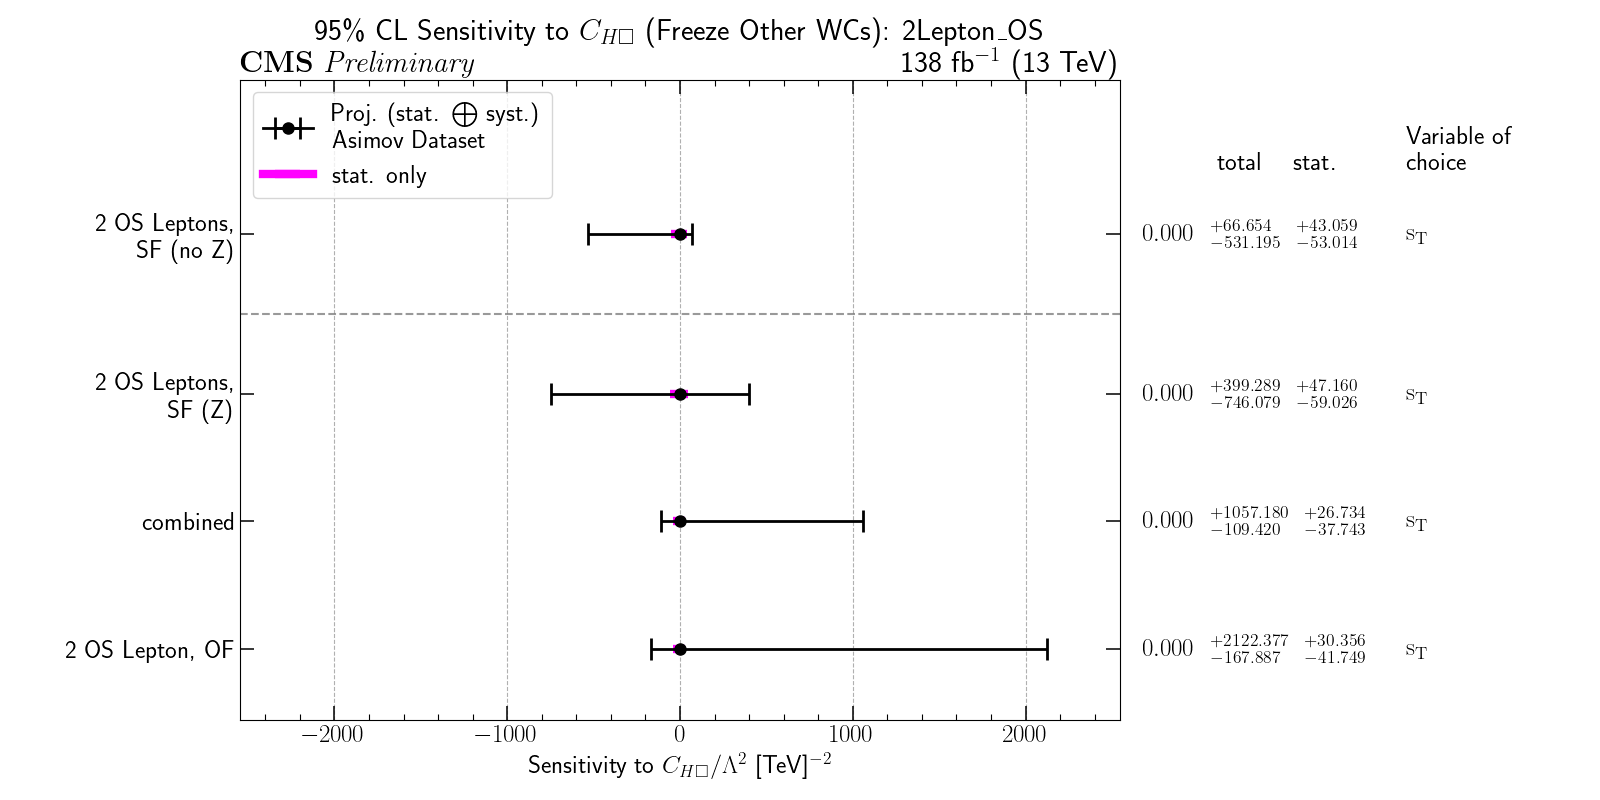 95% CL Sensitivity to C_{H□} (Freeze Other WCs): 2Lepton_OS
CMS Preliminary 138 fb⁻¹ (13 TeV)
Proj. (stat. ⨁ syst.)
Asimov Dataset
stat. only
total stat. Variable of
choice
2 OS Leptons,
SF (no Z)
0.000 +66.654 +43.059
−531.195 −53.014
s_T
2 OS Leptons,
SF (Z)
0.000 +399.289 +47.160
−746.079 −59.026
s_T
combined
0.000 +1057.180 +26.734
−109.420 −37.743
s_T
2 OS Lepton, OF
0.000 +2122.377 +30.356
−167.887 −41.749
s_T
−2000 −1000 0 1000 2000
Sensitivity to C_{H□}/Λ² [TeV]⁻²